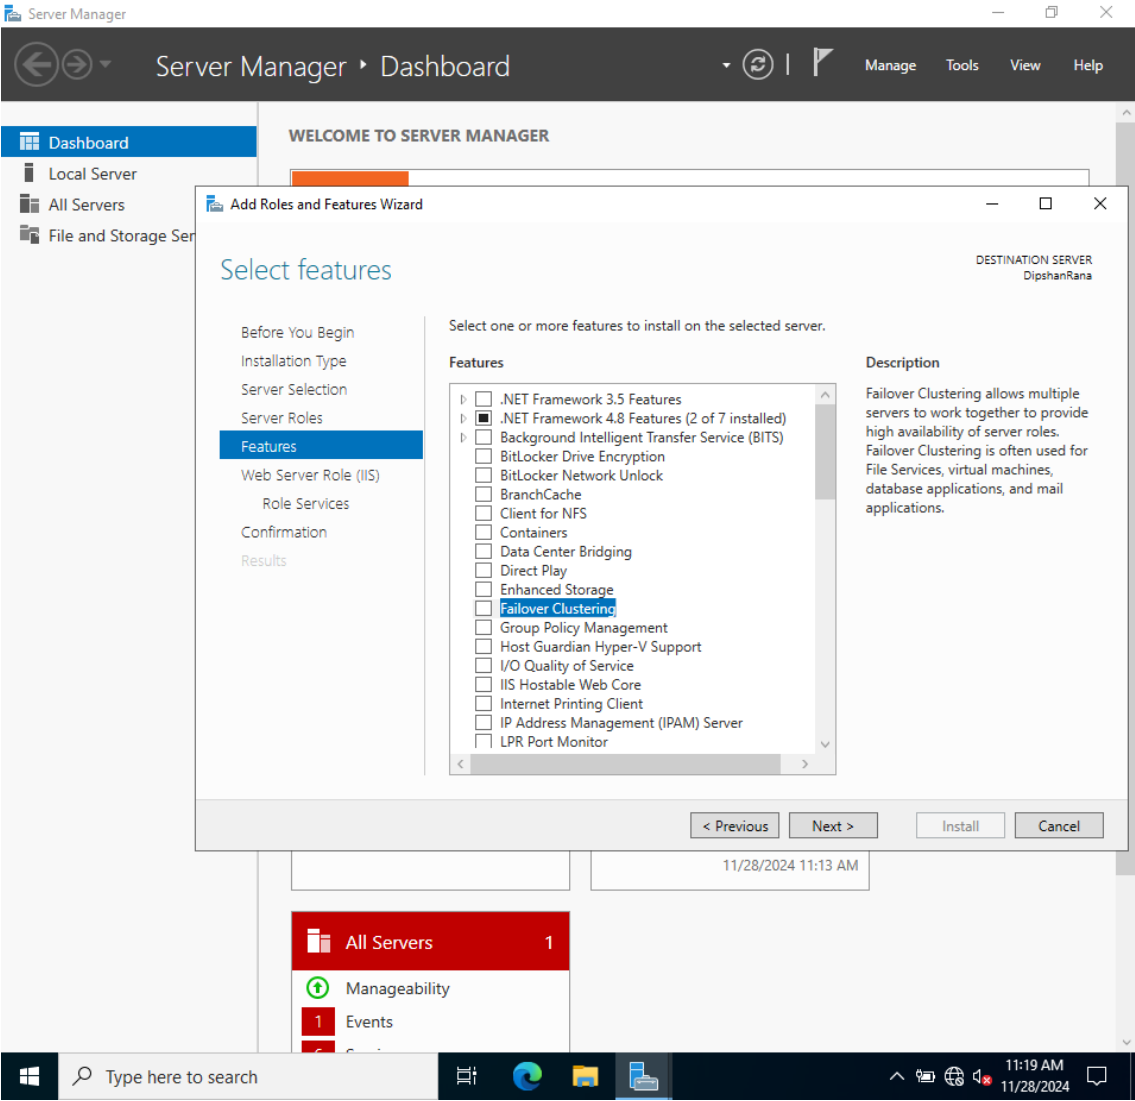 Server Manager
Server Manager ‣ Dashboard
Manage Tools View Help
Dashboard
Local Server
All Servers
File and Storage Ser
WELCOME TO SERVER MANAGER
Add Roles and Features Wizard
Select features
DESTINATION SERVER
DipshanRana
Before You Begin
Installation Type
Server Selection
Server Roles
Features
Web Server Role (IIS)
Role Services
Confirmation
Results
Select one or more features to install on the selected server.
Features
.NET Framework 3.5 Features
.NET Framework 4.8 Features (2 of 7 installed)
Background Intelligent Transfer Service (BITS)
BitLocker Drive Encryption
BitLocker Network Unlock
BranchCache
Client for NFS
Containers
Data Center Bridging
Direct Play
Enhanced Storage
Failover Clustering
Group Policy Management
Host Guardian Hyper-V Support
I/O Quality of Service
IIS Hostable Web Core
Internet Printing Client
IP Address Management (IPAM) Server
LPR Port Monitor
Description
Failover Clustering allows multiple
servers to work together to provide
high availability of server roles.
Failover Clustering is often used for
File Services, virtual machines,
database applications, and mail
applications.
< Previous
Next >
Install
Cancel
11/28/2024 11:13 AM
All Servers 1
Manageability
1 Events
Type here to search
11:19 AM
11/28/2024